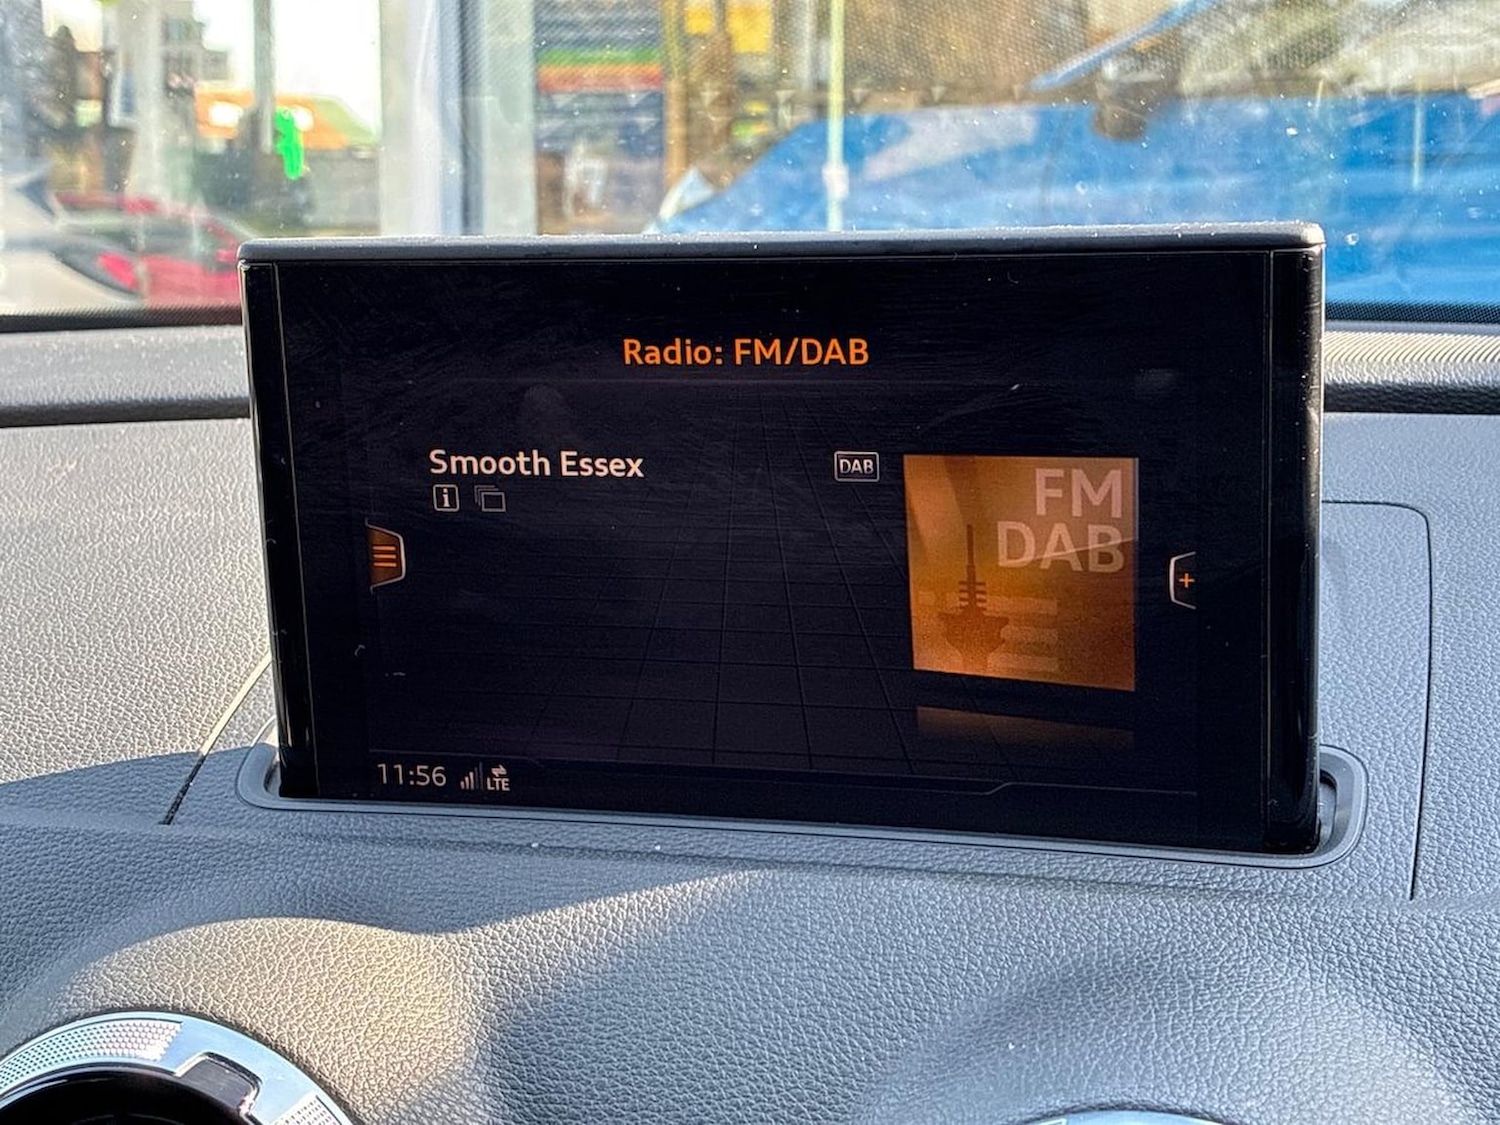 Radio: FM/DAB
Smooth Essex
DAB
i
FM
DAB
+
11:56
LTE